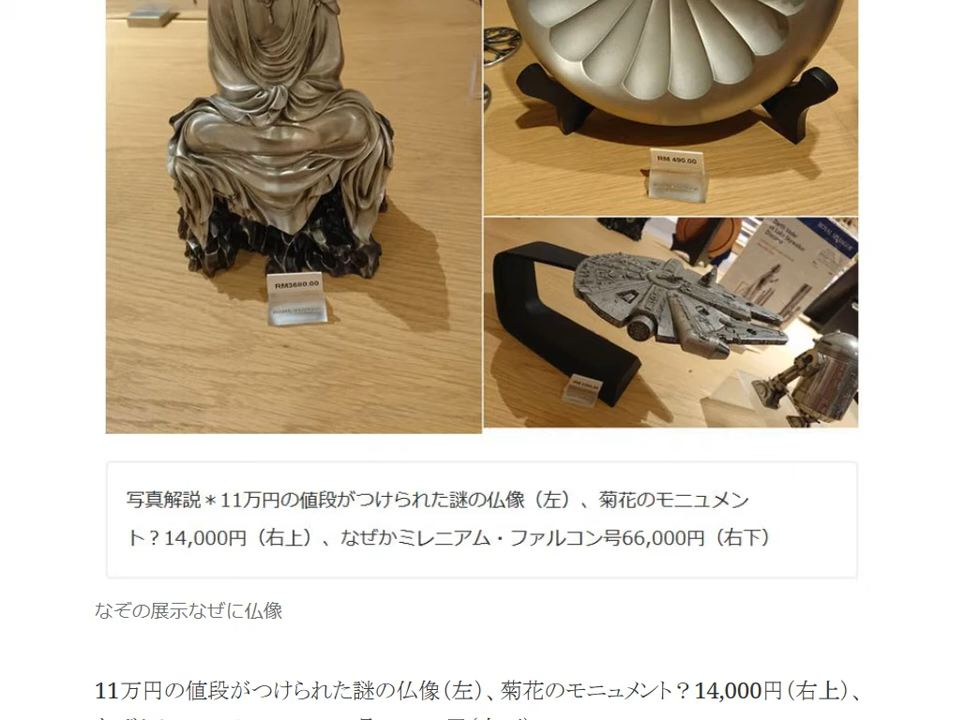 RM 490.00
ROYAL SELANGOR
Darth Vader
RM3680.00
写真解説＊11万円の値段がつけられた謎の仏像（左）、菊花のモニュメン
ト？14,000円（右上）、なぜかミレニアム・ファルコン号66,000円（右下）
なぞの展示なぜに仏像
11万円の値段がつけられた謎の仏像（左）、菊花のモニュメント？14,000円（右上）、